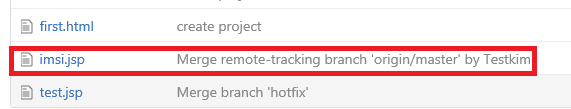 first.html create project
imsi.jsp Merge remote-tracking branch 'origin/master' by Testkim
test.jsp Merge branch 'hotfix'